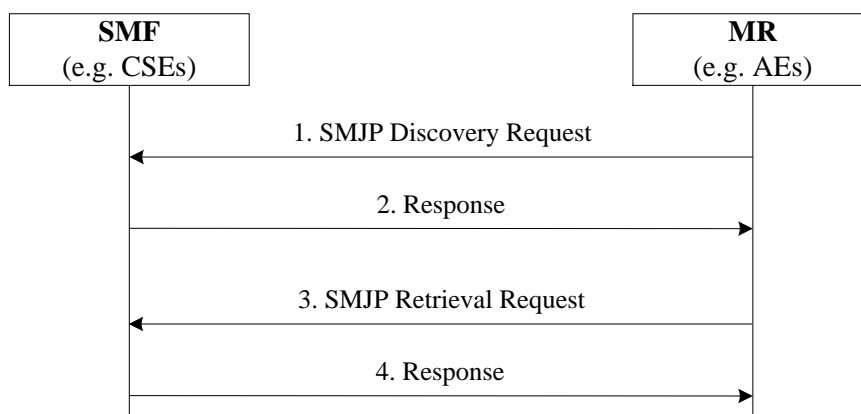 SMF
(e.g. CSEs)
MR
(e.g. AEs)
1. SMJP Discovery Request
2. Response
3. SMJP Retrieval Request
4. Response